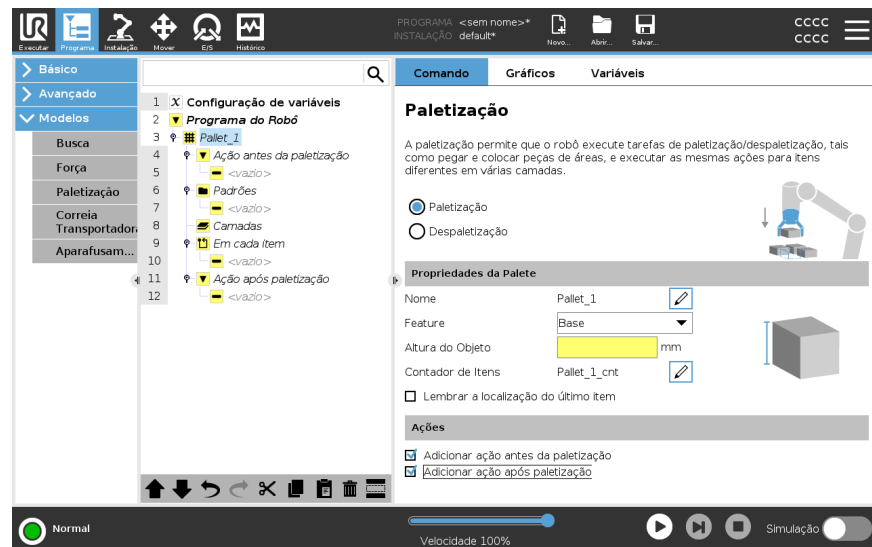 PROGRAMA <sem nome>*
INSTALAÇÃO default*
CCCC
CCCC
Executar
Programa
Instalação
Mover
E/S
Histórico
Novo...
Abrir...
Salvar...
Básico
Avançado
Modelos
Busca
Força
Paletização
Correia
Transportador
Aparafusam...
1 X Configuração de variáveis
2 Programa do Robô
3 Pallet_1
4 Ação antes da paletização
5 <vazio>
6 Padrões
7 <vazio>
8 Camadas
9 Em cada item
10 <vazio>
11 Ação após paletização
12 <vazio>
Comando Gráficos Variáveis
Paletização
A paletização permite que o robô execute tarefas de paletização/despaletização, tais
como pegar e colocar peças de áreas, e executar as mesmas ações para itens
diferentes em várias camadas.
Paletização
Despaletização
Propriedades da Palete
Nome Pallet_1
Feature Base
Altura do Objeto mm
Contador de Itens Pallet_1_cnt
Lembrar a localização do último item
Ações
Adicionar ação antes da paletização
Adicionar ação após paletização
Normal
Velocidade 100%
Simulação